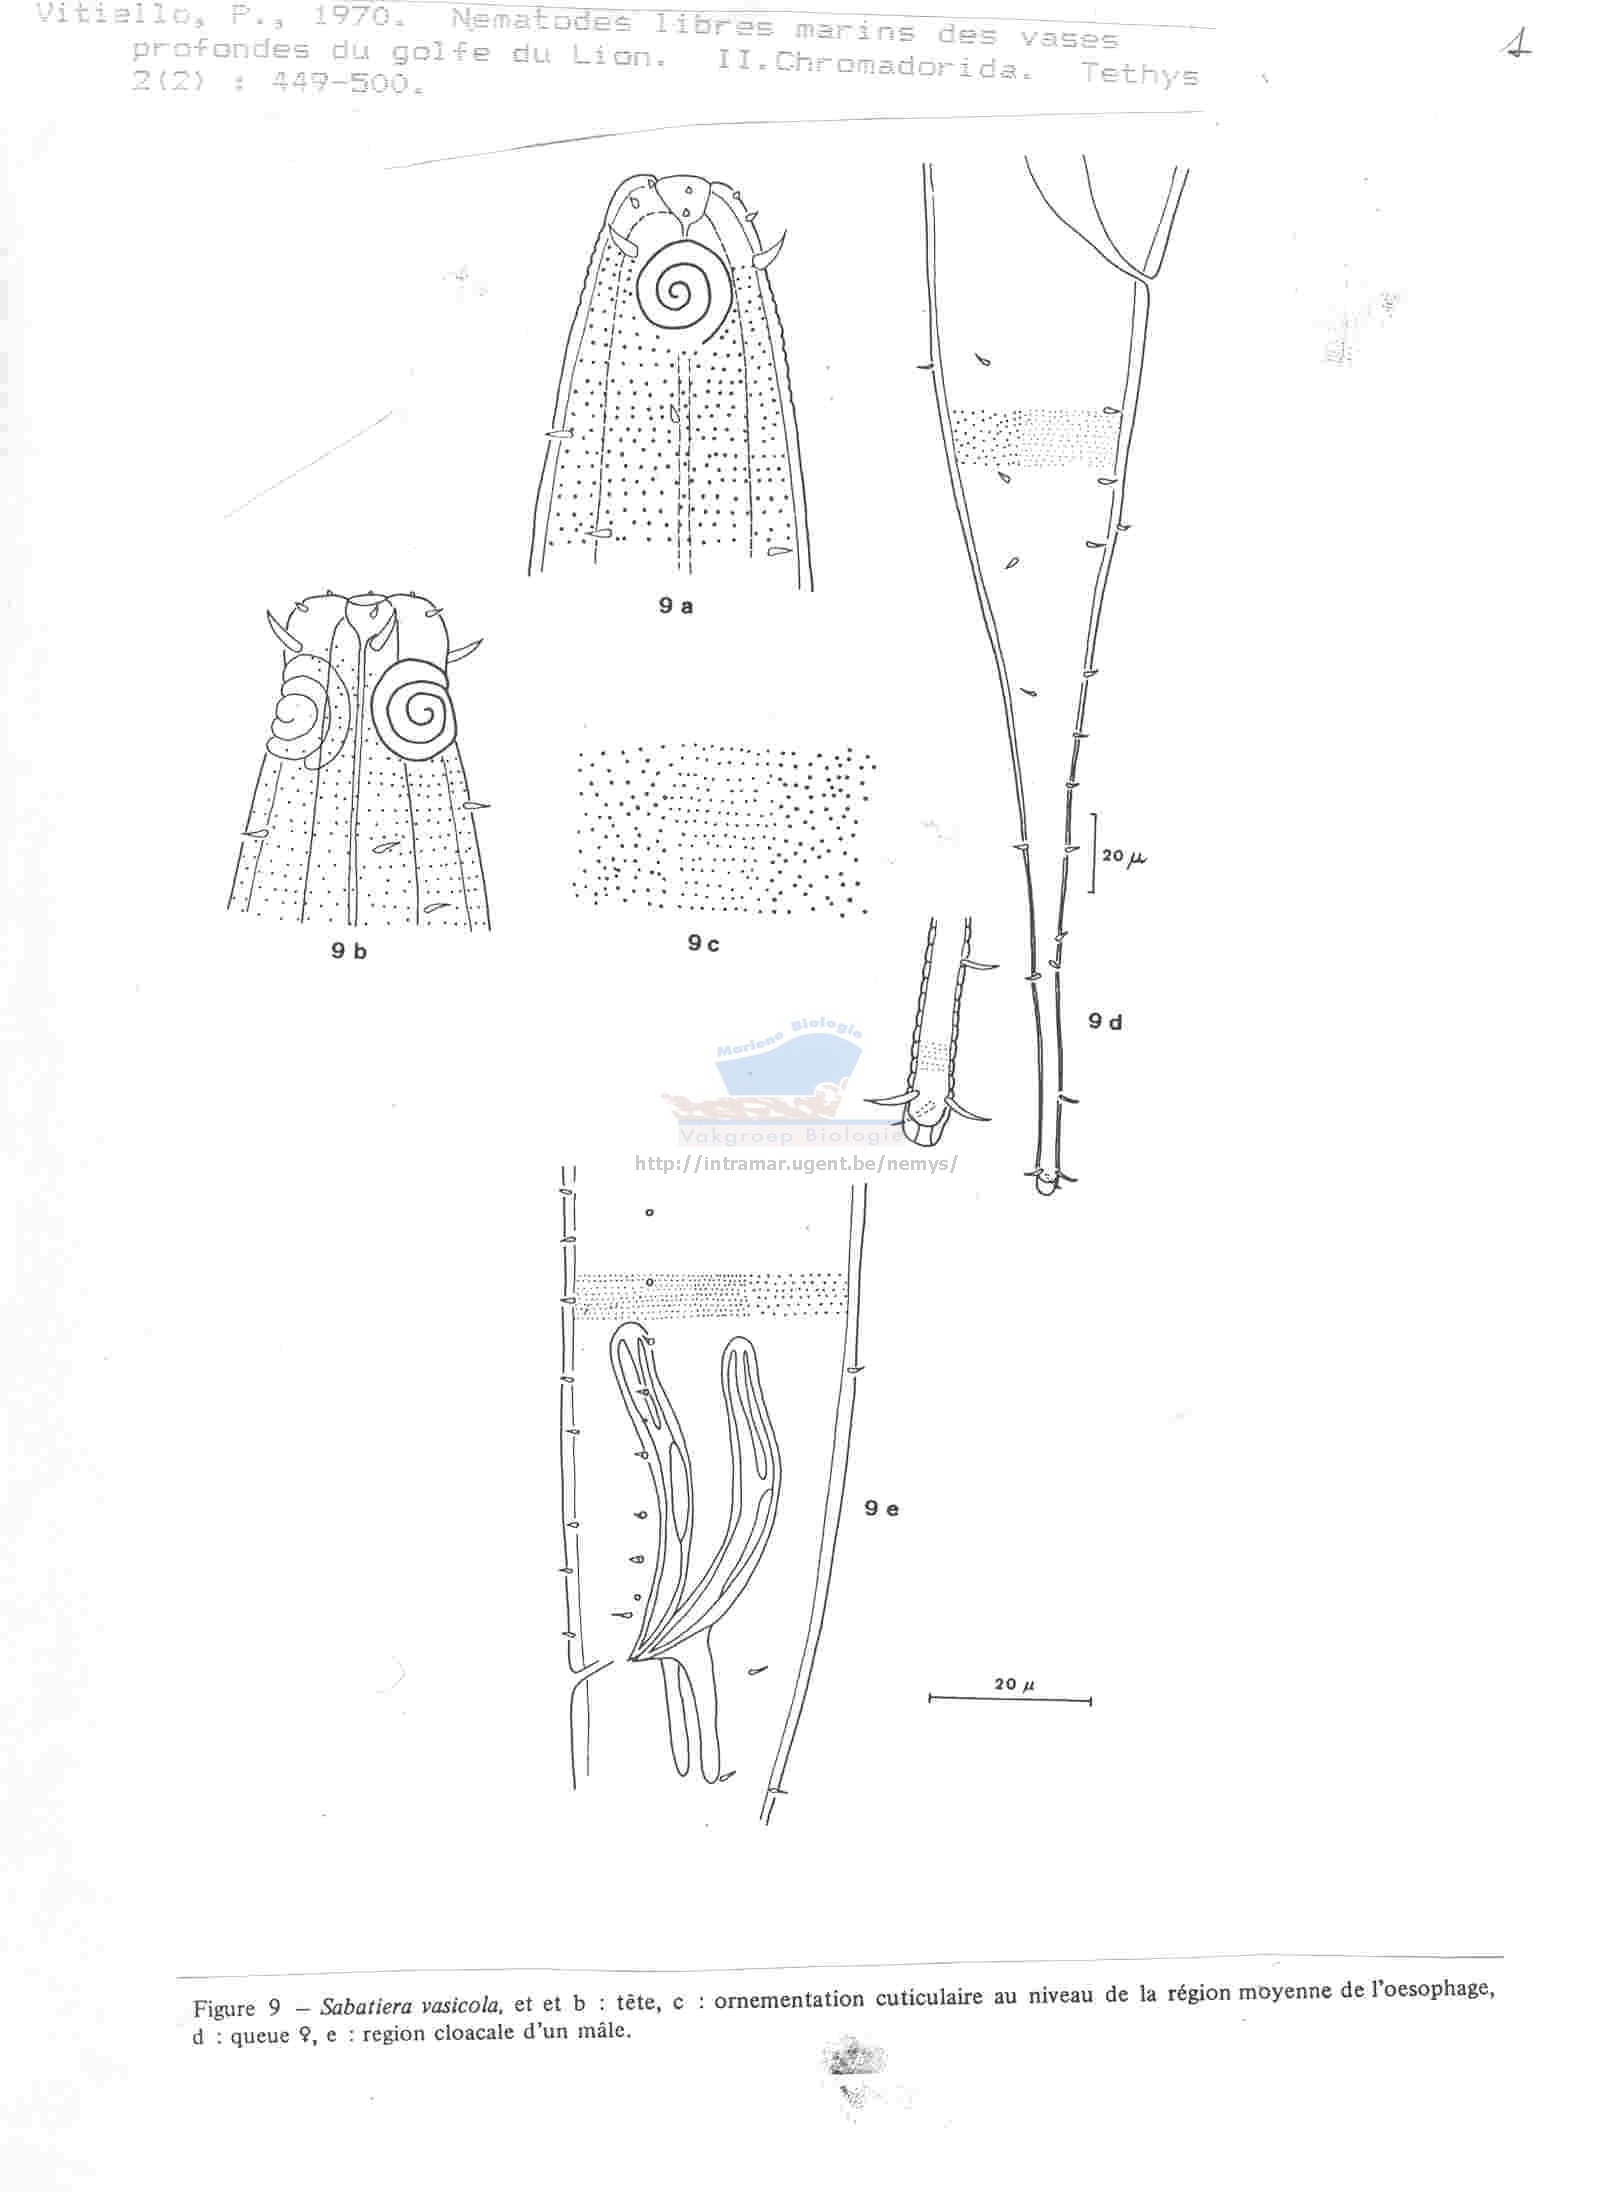 Vitiello, P., 1970. Nematodes libres marins des vases
profondes du golfe du Lion. II.Chromadorida. Tethys
2(2) : 449-500.
1
9 a
9 b
9 c
20 µ
9 d
Mariene Biologie
Vakgroep Biologie
http://intramar.ugent.be/nemys/
9 e
20 µ
Figure 9 — Sabatiera vasicola, et et b : tête, c : ornementation cuticulaire au niveau de la région moyenne de l'oesophage,
d : queue ♀, e : region cloacale d'un mâle.